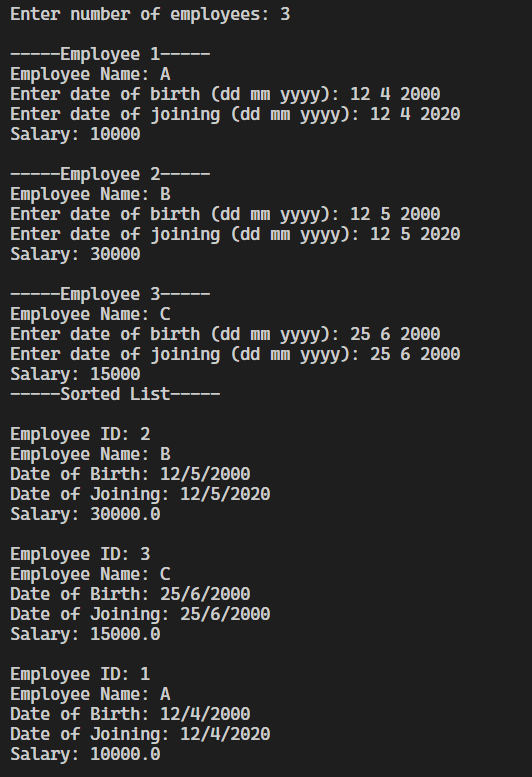 Enter number of employees: 3
-----Employee 1-----
Employee Name: A
Enter date of birth (dd mm yyyy): 12 4 2000
Enter date of joining (dd mm yyyy): 12 4 2020
Salary: 10000
-----Employee 2-----
Employee Name: B
Enter date of birth (dd mm yyyy): 12 5 2000
Enter date of joining (dd mm yyyy): 12 5 2020
Salary: 30000
-----Employee 3-----
Employee Name: C
Enter date of birth (dd mm yyyy): 25 6 2000
Enter date of joining (dd mm yyyy): 25 6 2000
Salary: 15000
-----Sorted List-----
Employee ID: 2
Employee Name: B
Date of Birth: 12/5/2000
Date of Joining: 12/5/2020
Salary: 30000.0
Employee ID: 3
Employee Name: C
Date of Birth: 25/6/2000
Date of Joining: 25/6/2000
Salary: 15000.0
Employee ID: 1
Employee Name: A
Date of Birth: 12/4/2000
Date of Joining: 12/4/2020
Salary: 10000.0